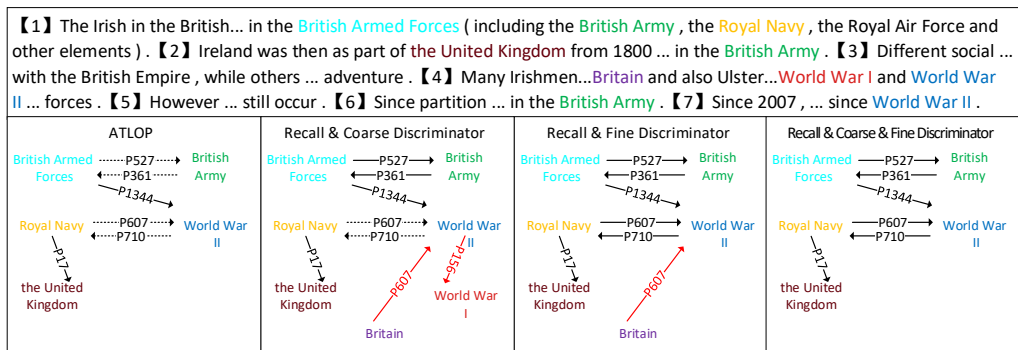 【1】The Irish in the British... in the British Armed Forces ( including the British Army , the Royal Navy , the Royal Air Force and
other elements ) .【2】Ireland was then as part of the United Kingdom from 1800 ... in the British Army .【3】Different social ...
with the British Empire , while others ... adventure .【4】Many Irishmen...Britain and also Ulster...World War I and World War
II ... forces .【5】However ... still occur .【6】Since partition ... in the British Army .【7】Since 2007 , ... since World War II .
ATLOP
British Armed
Forces
P527
P361
British
Army
P1344
Royal Navy
P607
P710
World War
II
P17
the United
Kingdom
Recall & Coarse Discriminator
British Armed
Forces
P527
P361
British
Army
P1344
Royal Navy
P607
P710
World War
II
P17
P607
P156
the United
Kingdom
World War
I
Britain
Recall & Fine Discriminator
British Armed
Forces
P527
P361
British
Army
P1344
Royal Navy
P607
P710
World War
II
P17
P607
the United
Kingdom
Britain
Recall & Coarse & Fine Discriminator
British Armed
Forces
P527
P361
British
Army
P1344
Royal Navy
P607
P710
World War
II
P17
the United
Kingdom